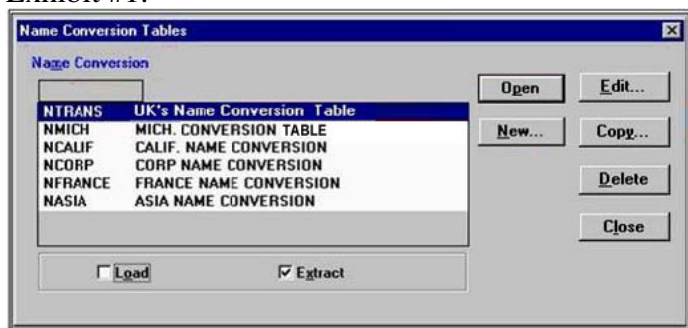 Name Conversion Tables
Name Conversion
Open
Edit...
NTRANS UK's Name Conversion Table
NMICH MICH. CONVERSION TABLE
New...
Copy...
NCALIF CALIF. NAME CONVERSION
NCORP CORP NAME CONVERSION
NFRANCE FRANCE NAME CONVERSION
Delete
NASIA ASIA NAME CONVERSION
Close
Load
Extract